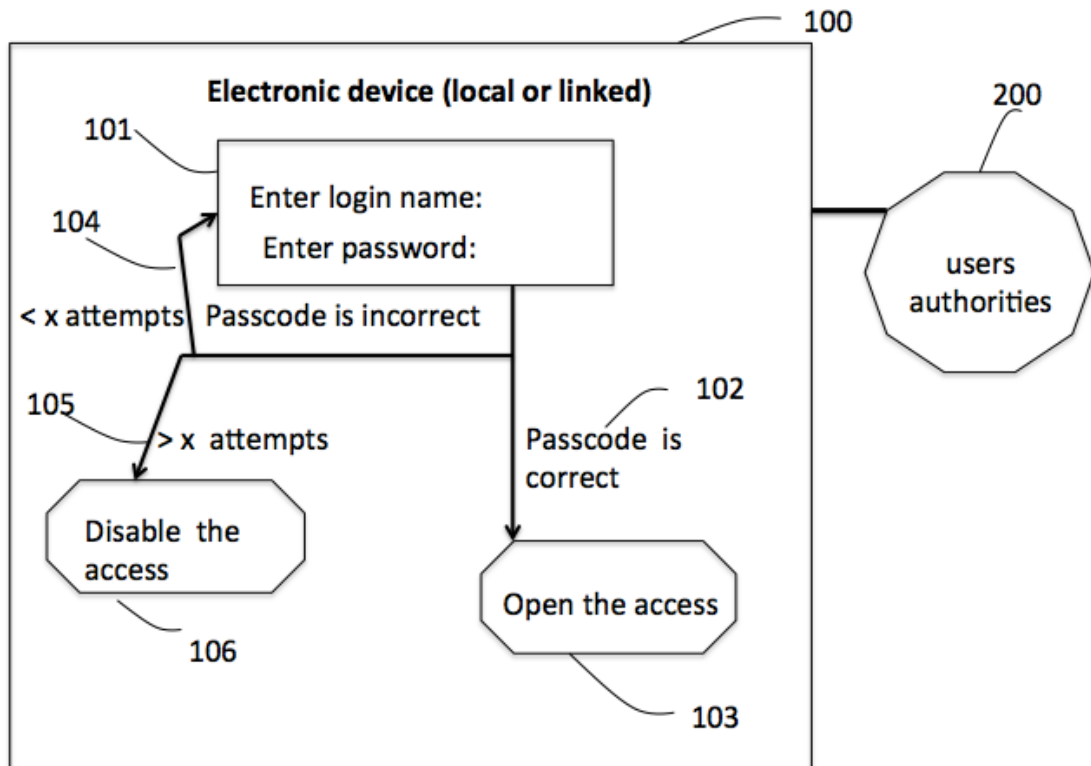 100
Electronic device (local or linked)
200
101
Enter login name:
104
Enter password:
users
authorities
< x attempts
Passcode is incorrect
105
> x attempts
102
Passcode is
correct
Disable the
access
Open the access
106
103